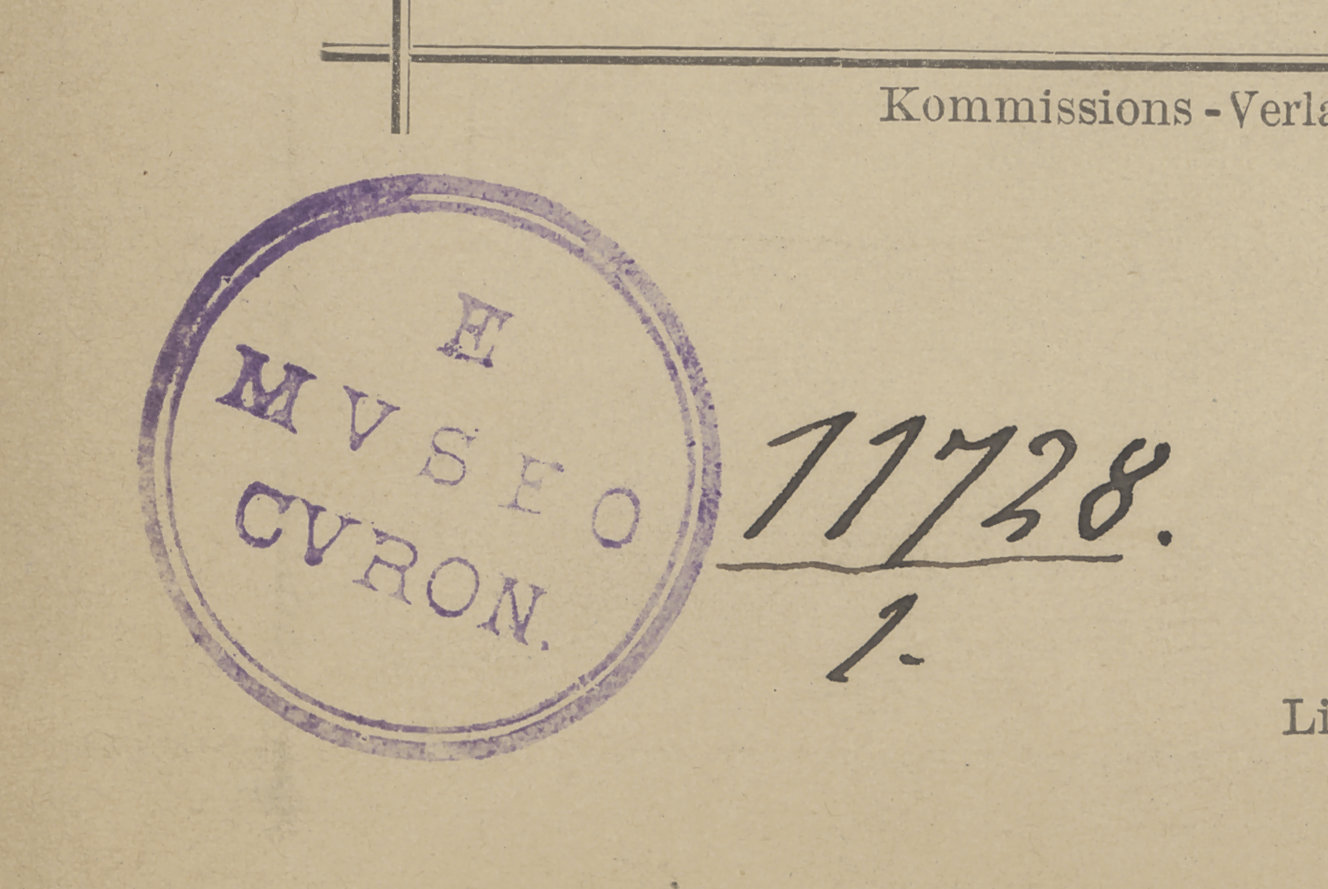 Kommissions-Verla
E
MVSEO
CVRON.
11728.
1.
Li